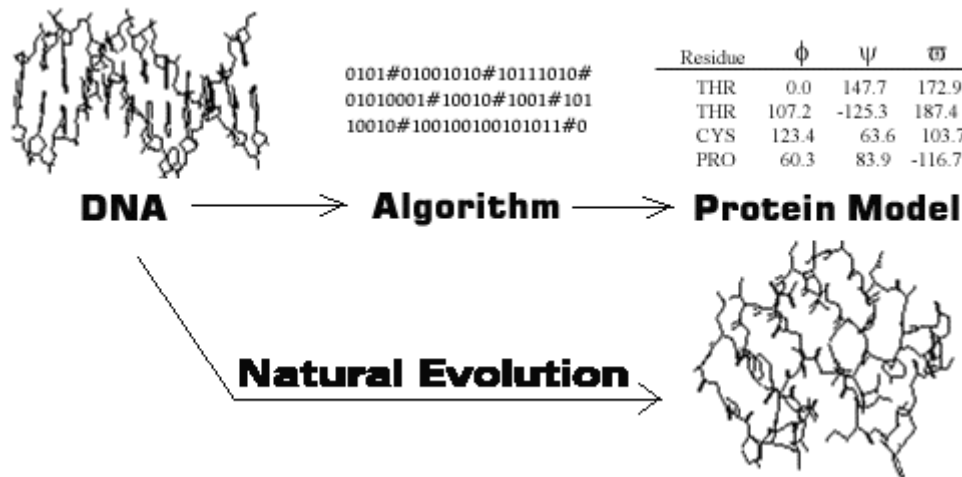 0101#01001010#10111010#
01010001#10010#1001#101
10010#100100100101011#0
Residue ϕ ψ ϖ
THR 0.0 147.7 172.9
THR 107.2 -125.3 187.4
CYS 123.4 63.6 103.7
PRO 60.3 83.9 -116.7
DNA Algorithm Protein Model
Natural Evolution